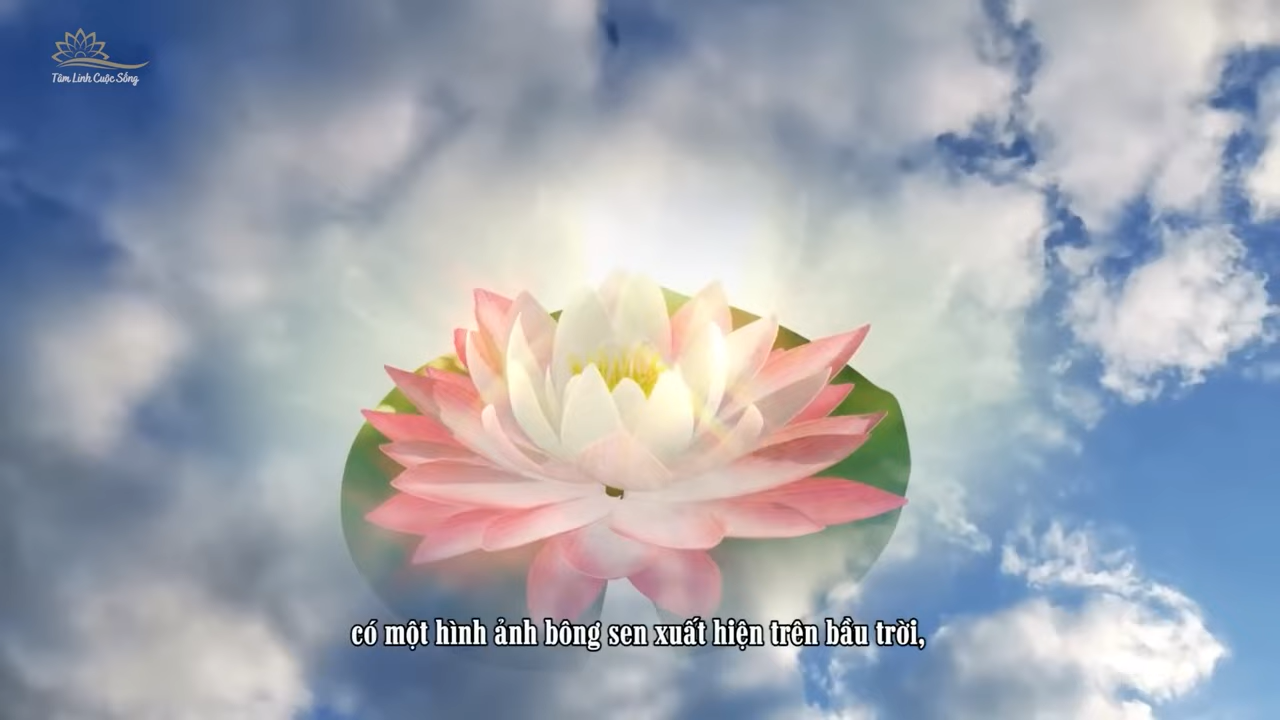 Tâm Linh Cuộc Sống
có một hình ảnh bông sen xuất hiện trên bầu trời,